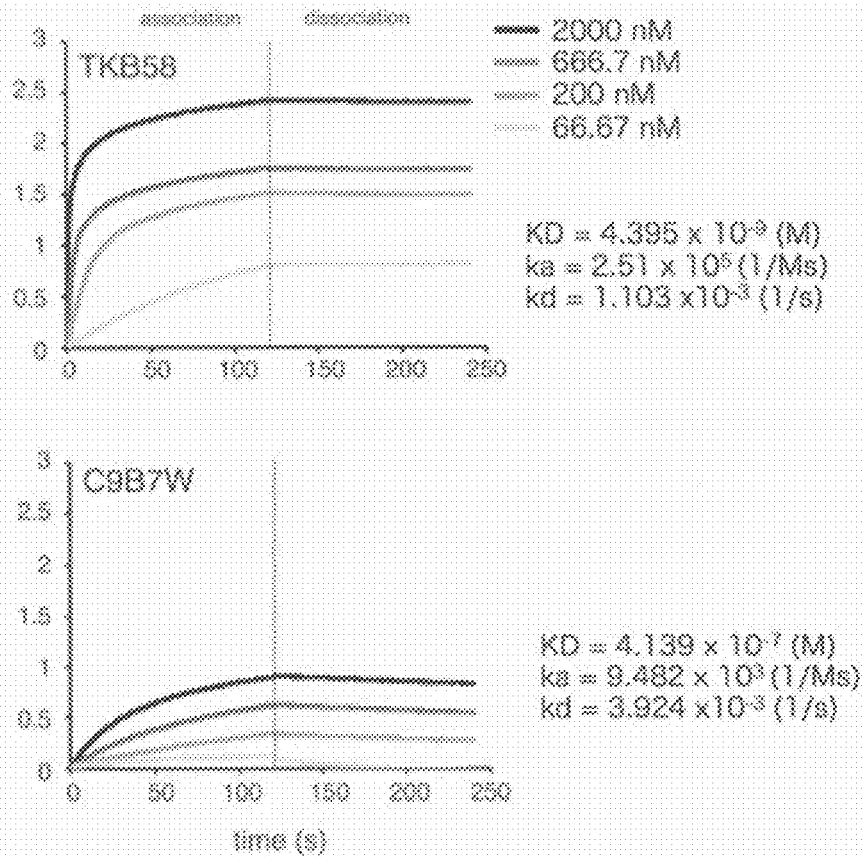 association dissociation
3
2.5
2
1.5
1
0.5
0
TKB58
0 50 100 150 200 250
2000 nM
666.7 nM
200 nM
66.67 nM
KD = 4.395 x 10⁻⁹ (M)
ka = 2.51 x 10⁵ (1/Ms)
kd = 1.103 x10⁻³ (1/s)
3
2.5
2
1.5
1
0.5
0
C9B7W
0 50 100 150 200 250
time (s)
KD = 4.139 x 10⁻⁷ (M)
ka = 9.482 x 10³ (1/Ms)
kd = 3.924 x10⁻³ (1/s)